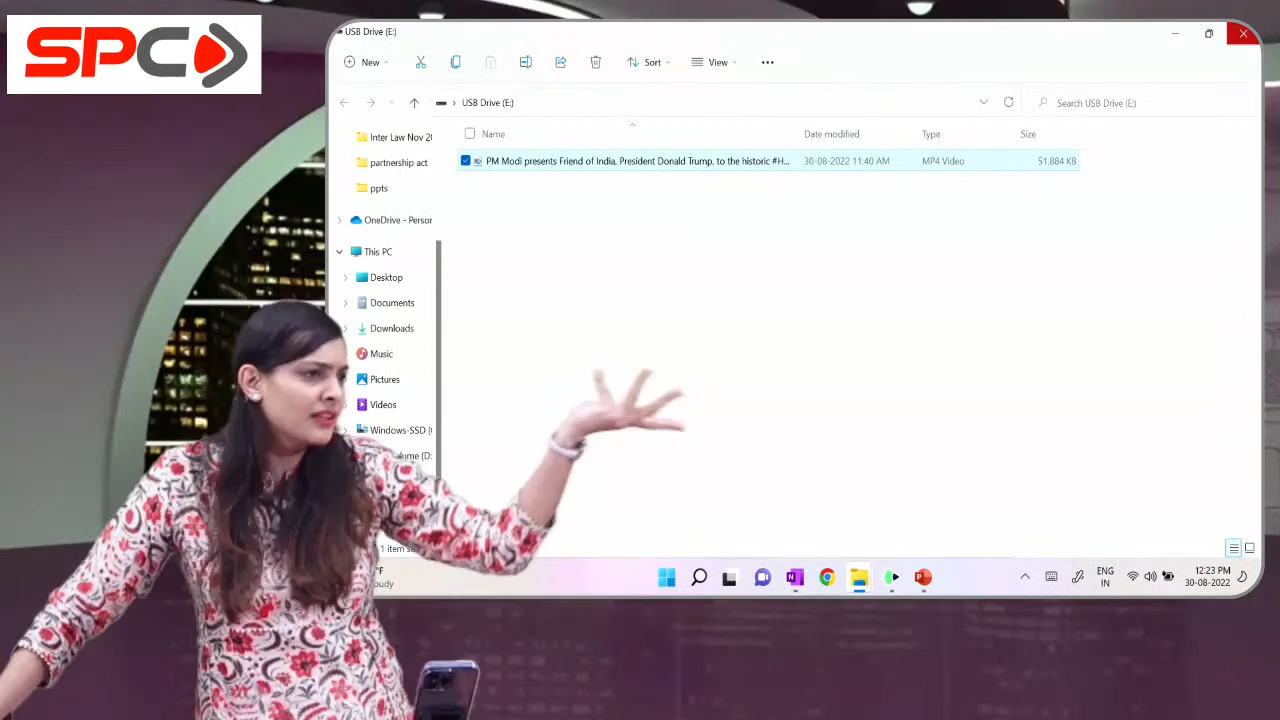 SPC
USB Drive (E:)
New
Sort
View
USB Drive (E:)
Search USB Drive (E:)
Name
Date modified
Type
Size
Inter Law Nov 20
PM Modi presents Friend of India, President Donald Trump, to the historic #H...
30-08-2022 11:40 AM
MP4 Video
51,884 KB
partnership act
ppts
OneDrive - Person
This PC
Desktop
Documents
Downloads
Music
Pictures
Videos
Windows-SSD (
(D:
1 item se
°F
ENG
IN
12:23 PM
30-08-2022